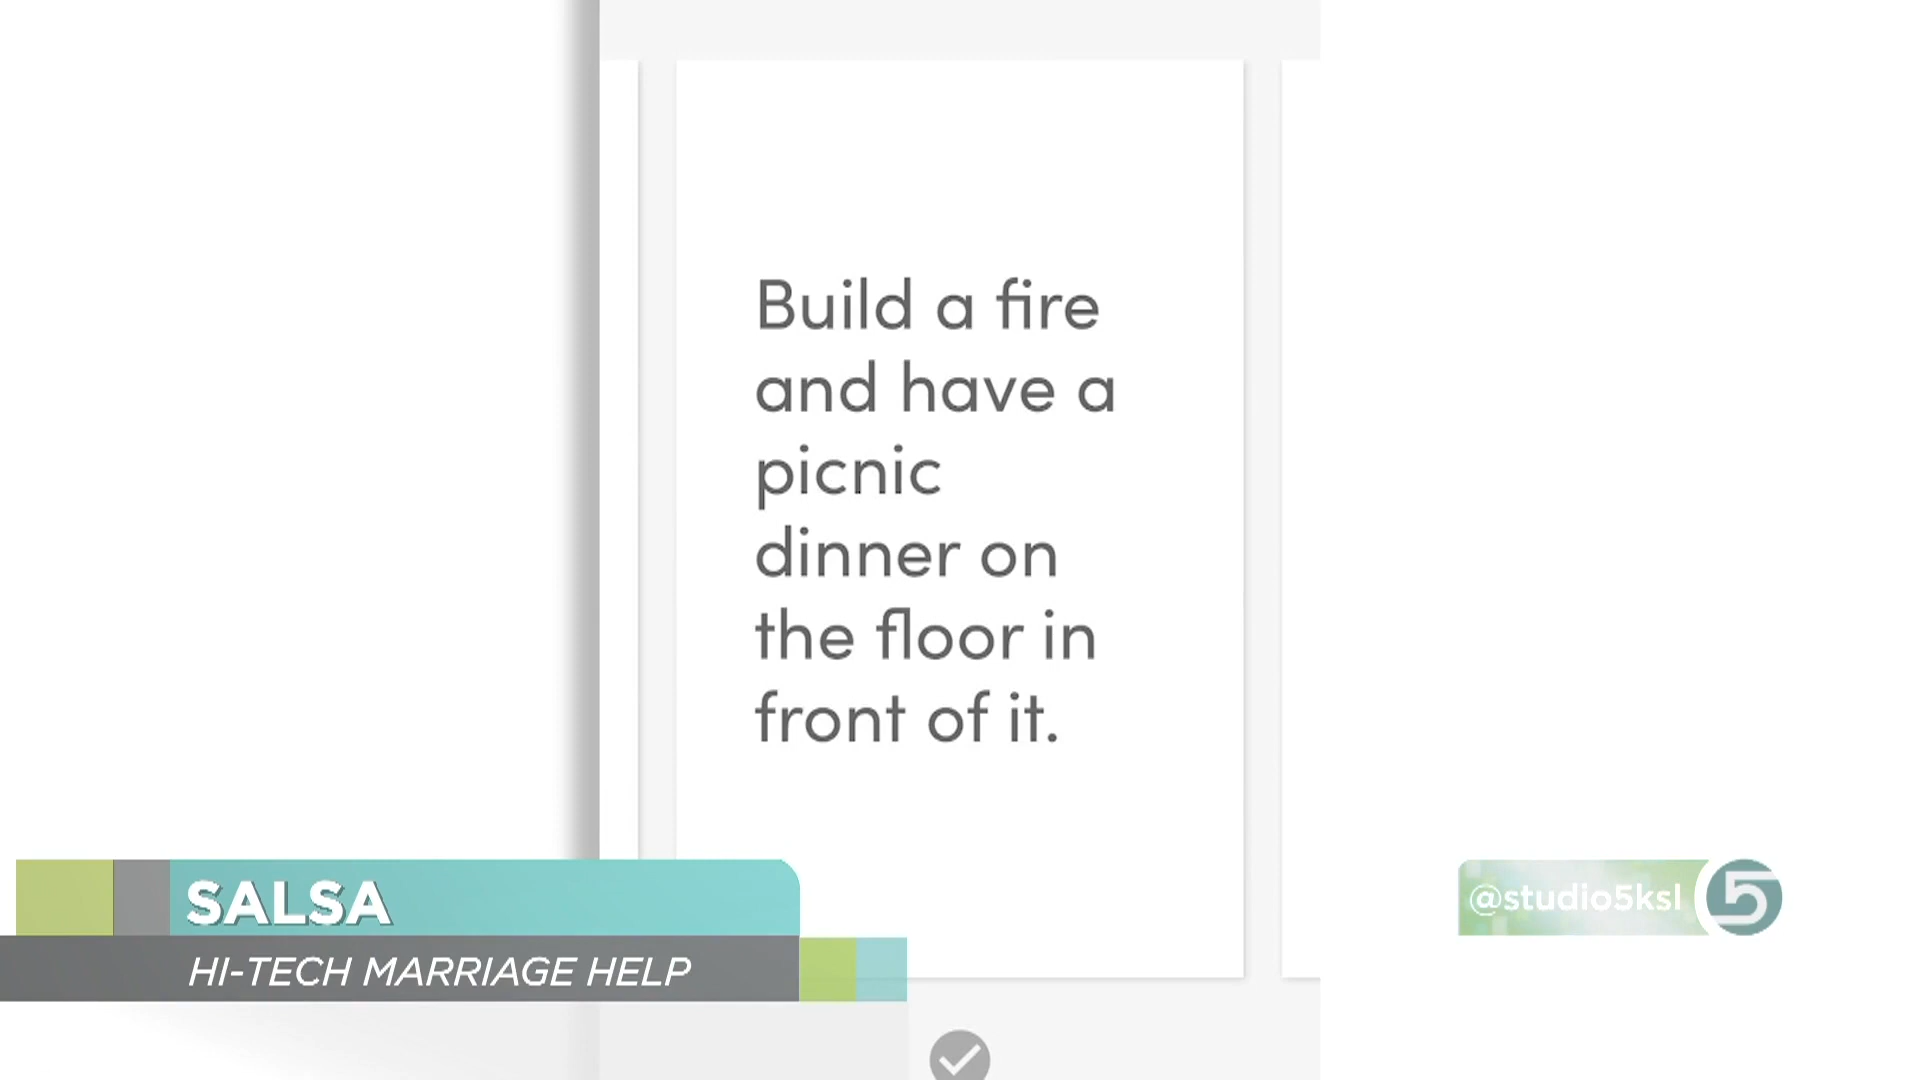 Build a fire
and have a
picnic
dinner on
the floor in
front of it.
SALSA
HI-TECH MARRIAGE HELP
@studio5ksl 5